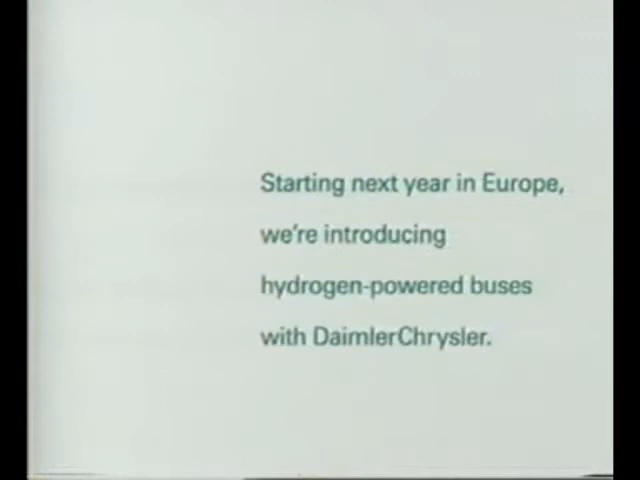 Starting next year in Europe,
we're introducing
hydrogen-powered buses
with DaimlerChrysler.